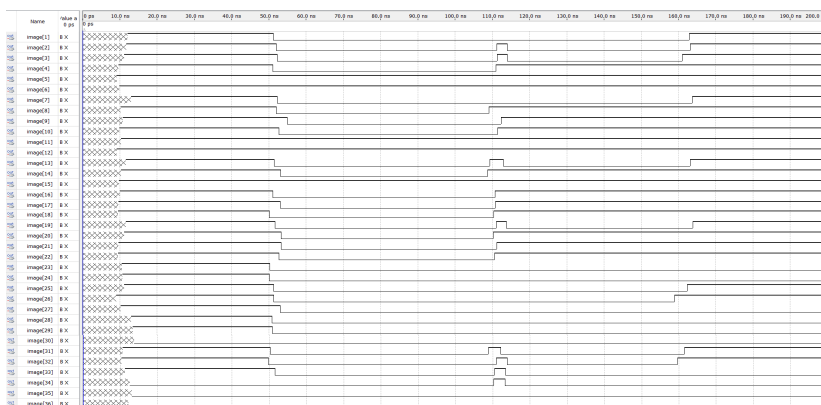 Name Value a 0 ps
0 ps 10.0 ns 20.0 ns 30.0 ns 40.0 ns 50.0 ns 60.0 ns 70.0 ns 80.0 ns 90.0 ns 100.0 ns 110.0 ns 120.0 ns 130.0 ns 140.0 ns 150.0 ns 160.0 ns 170.0 ns 180.0 ns 190.0 ns 200.0
0 ps
image[1] B X
image[2] B X
image[3] B X
image[4] B X
image[5] B X
image[6] B X
image[7] B X
image[8] B X
image[9] B X
image[10] B X
image[11] B X
image[12] B X
image[13] B X
image[14] B X
image[15] B X
image[16] B X
image[17] B X
image[18] B X
image[19] B X
image[20] B X
image[21] B X
image[22] B X
image[23] B X
image[24] B X
image[25] B X
image[26] B X
image[27] B X
image[28] B X
image[29] B X
image[30] B X
image[31] B X
image[32] B X
image[33] B X
image[34] B X
image[35] B X
image[36] B X